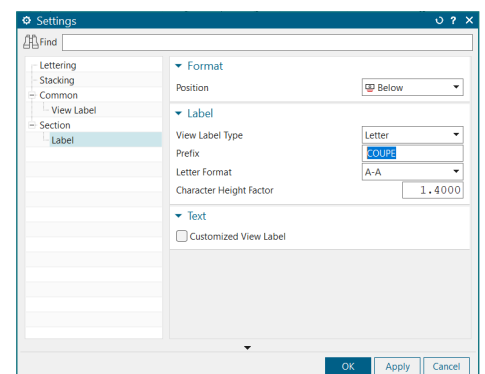 Settings
Find
Lettering
Stacking
Common
View Label
Section
Label
Format
Position Below
Label
View Label Type Letter
Prefix COUPE
Letter Format A-A
Character Height Factor 1.4000
Text
Customized View Label
OK Apply Cancel